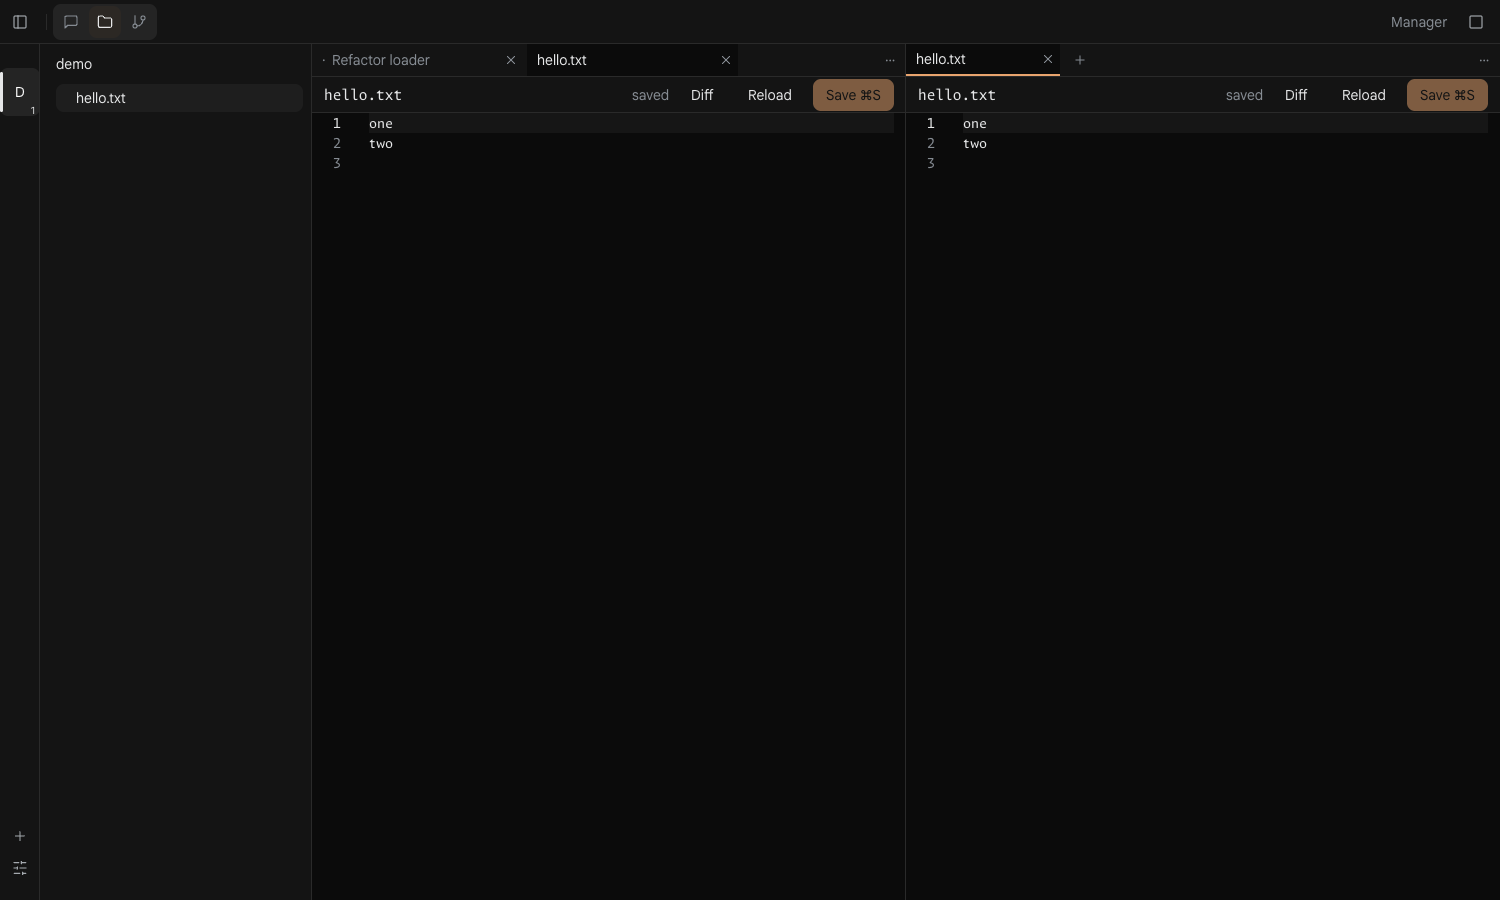 Manager
D
1
demo
hello.txt
· Refactor loader
hello.txt
hello.txt saved Diff Reload Save ⌘S
1 one
2 two
3
hello.txt
hello.txt saved Diff Reload Save ⌘S
1 one
2 two
3